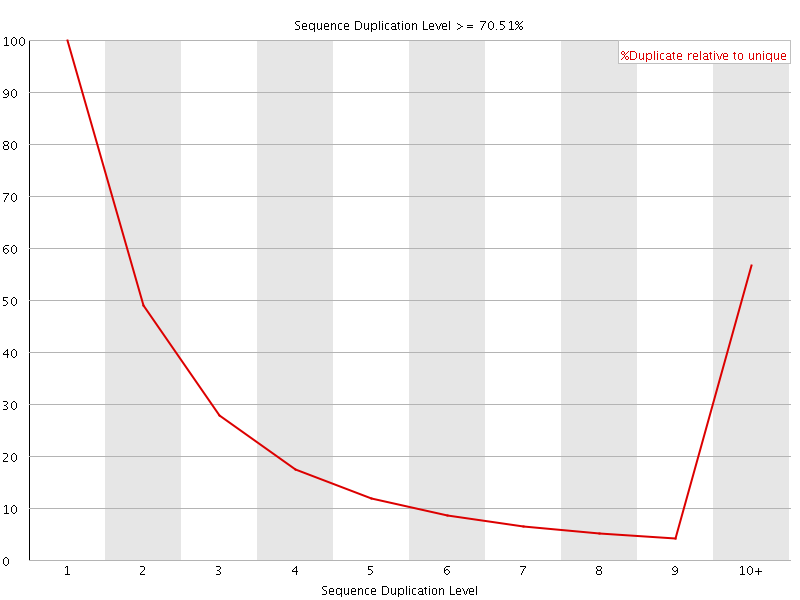 Sequence Duplication Level >= 70.51%
%Duplicate relative to unique
100
90
80
70
60
50
40
30
20
10
0
1 2 3 4 5 6 7 8 9 10+
Sequence Duplication Level